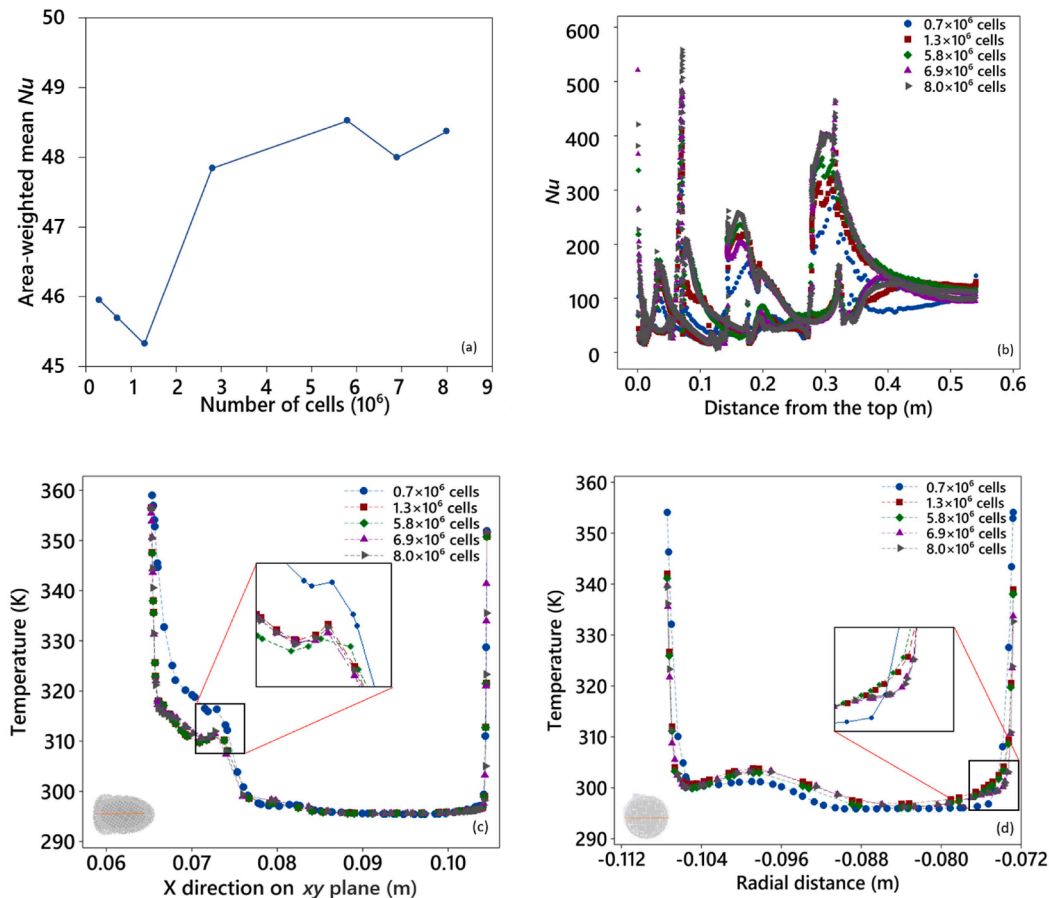 50
49
48
47
46
45
Area-weighted mean Nu
0 1 2 3 4 5 6 7 8 9
Number of cells (10⁶)
(a)
600
500
400
300
200
100
0
Nu
0.7×10⁶ cells
1.3×10⁶ cells
5.8×10⁶ cells
6.9×10⁶ cells
8.0×10⁶ cells
(b)
0.0 0.1 0.2 0.3 0.4 0.5 0.6
Distance from the top (m)
360
350
340
330
320
310
300
290
Temperature (K)
0.7×10⁶ cells
1.3×10⁶ cells
5.8×10⁶ cells
6.9×10⁶ cells
8.0×10⁶ cells
(c)
0.06 0.07 0.08 0.09 0.10
X direction on xy plane (m)
360
350
340
330
320
310
300
290
Temperature (K)
0.7×10⁶ cells
1.3×10⁶ cells
5.8×10⁶ cells
6.9×10⁶ cells
8.0×10⁶ cells
(d)
-0.112 -0.104 -0.096 -0.088 -0.080 -0.072
Radial distance (m)